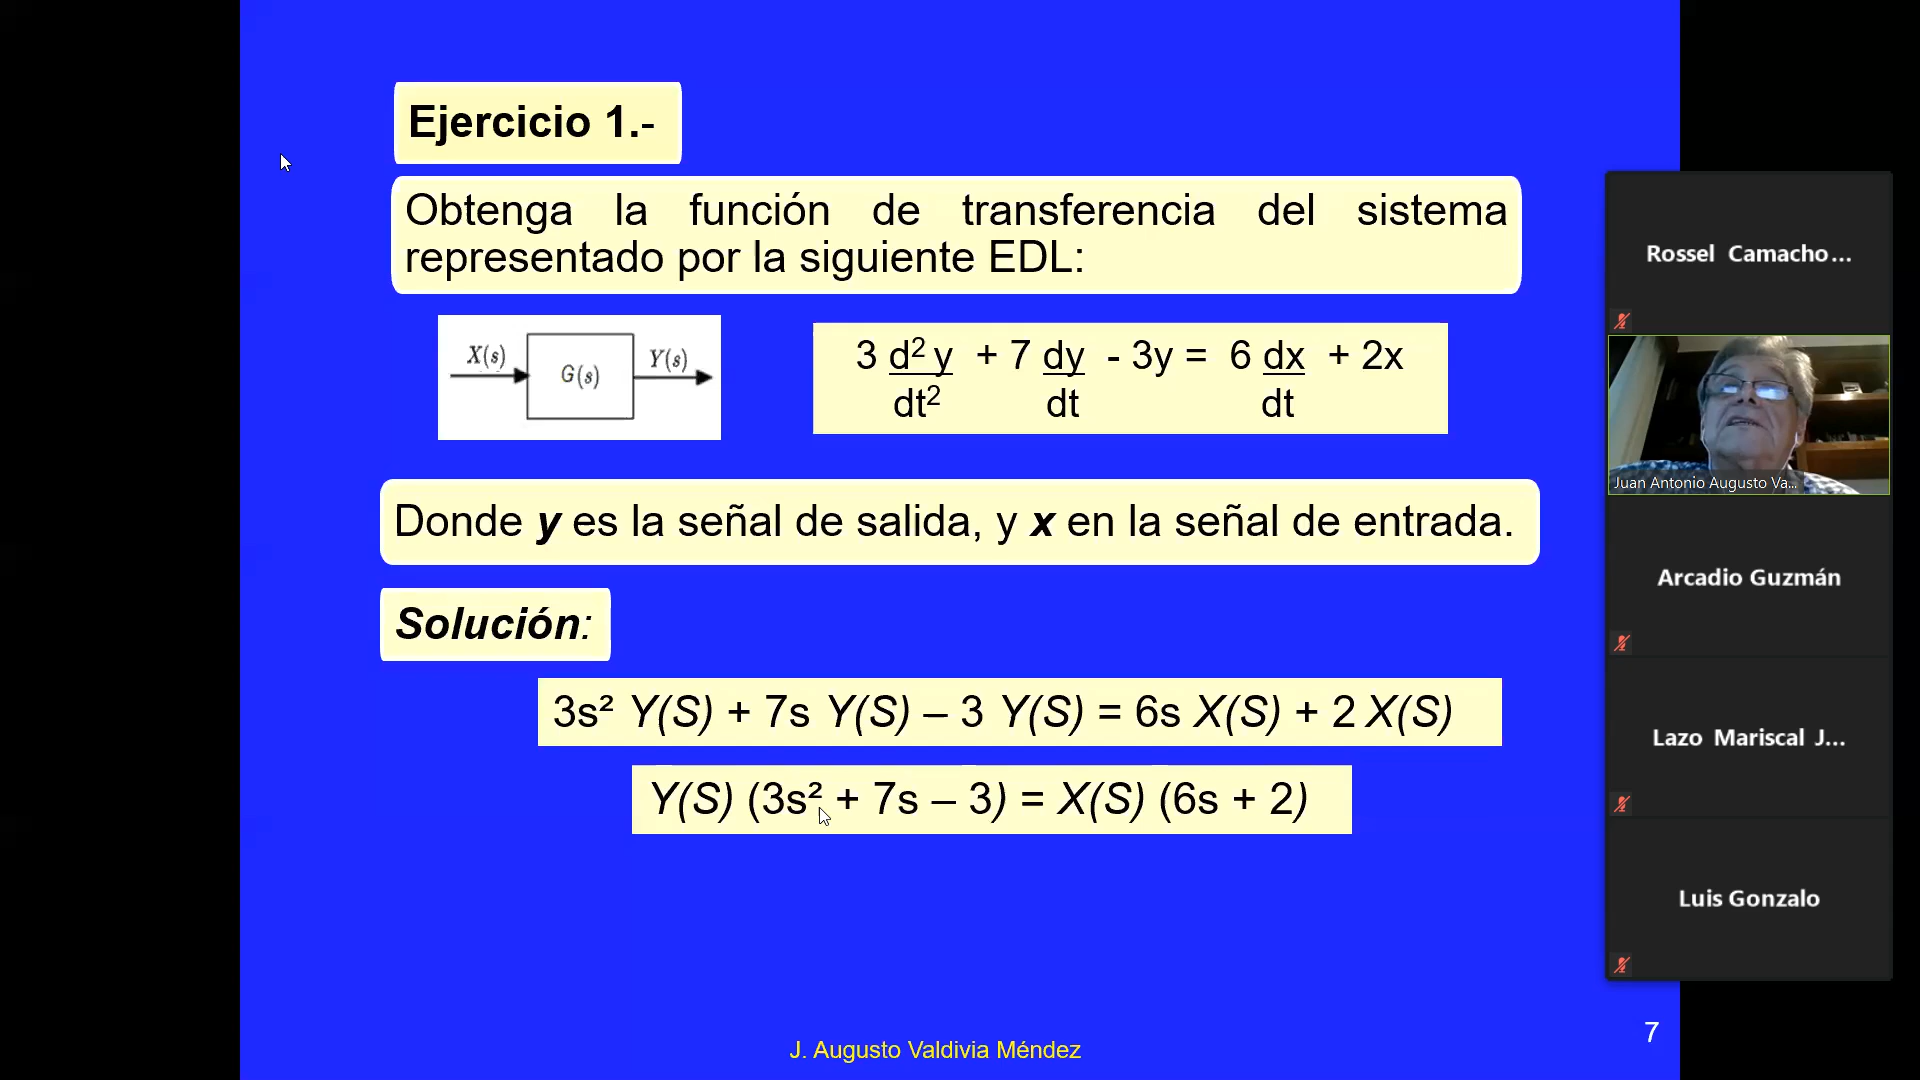 Ejercicio 1.-
Obtenga la función de transferencia del sistema
representado por la siguiente EDL:
X(s) G(s) Y(s)
3 d² y + 7 dy - 3y = 6 dx + 2x
dt² dt dt
Donde y es la señal de salida, y x en la señal de entrada.
Solución:
3s² Y(S) + 7s Y(S) – 3 Y(S) = 6s X(S) + 2 X(S)
Y(S) (3s² + 7s – 3) = X(S) (6s + 2)
J. Augusto Valdivia Méndez
7
Rossel Camacho...
Juan Antonio Augusto Va...
Arcadio Guzmán
Lazo Mariscal J...
Luis Gonzalo